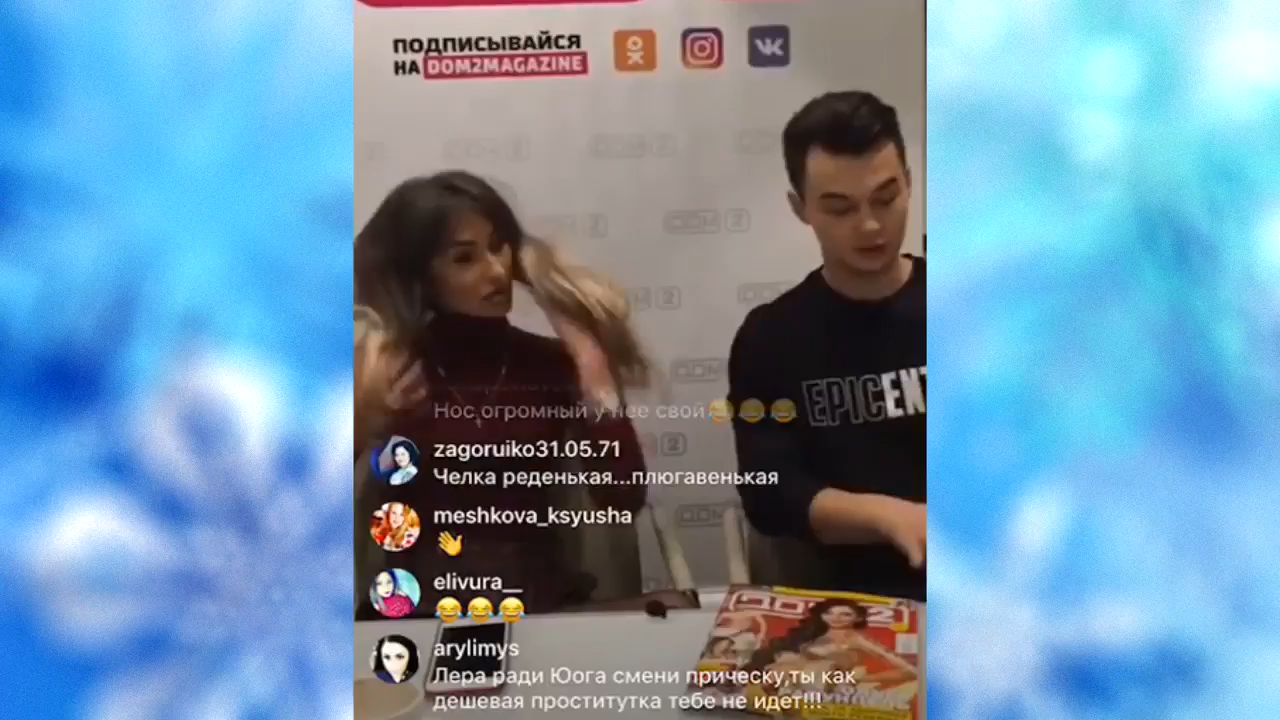 ПОДПИСЫВАЙСЯ
НА DOM2MAGAZINE
EPICENT
Нос огромный у нее свой😂😂😂
zagoruiko31.05.71
Челка реденькая...плюгавенькая
meshkova_ksyusha
👋
elivura__
😂😂😂
arylimys
Лера ради Юога смени прическу,ты как
дешевая проститутка тебе не идет!!!
ДОМ2